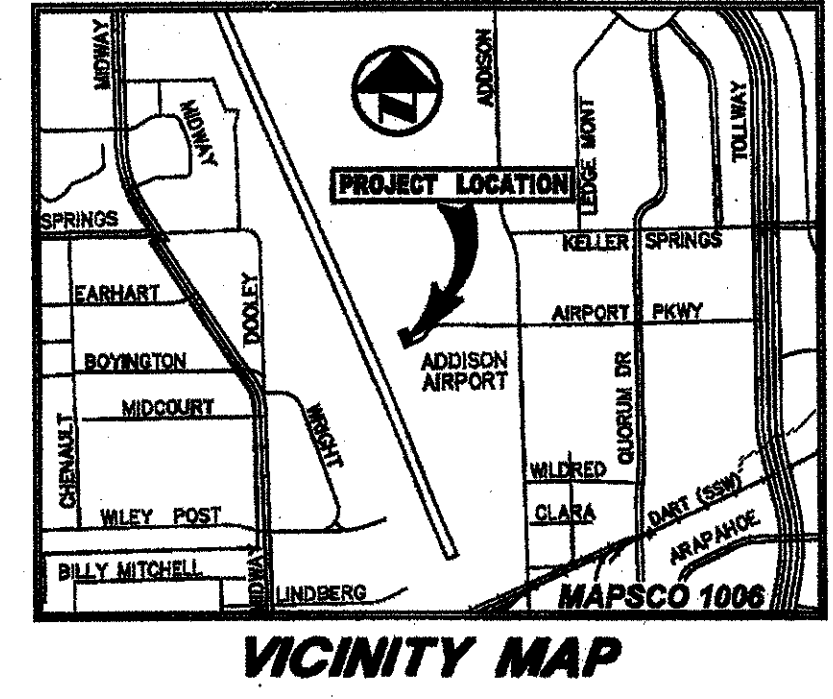 MIDWAY
ADDISON
MIDWAY
LEDGE MONT
TOLLWAY
PROJECT LOCATION
SPRINGS
KELLER SPRINGS
EARHART
DOOLEY
AIRPORT PKWY
BOYINGTON
ADDISON
AIRPORT
MIDCOURT
QUORUM DR
CHENAULT
WRIGHT
WILDRED
WILEY POST
CLARA
DART (SSW)
ARAPAHOE
BILLY MITCHELL
MIDWAY
LINDBERG
MAPSCO 1006
VICINITY MAP